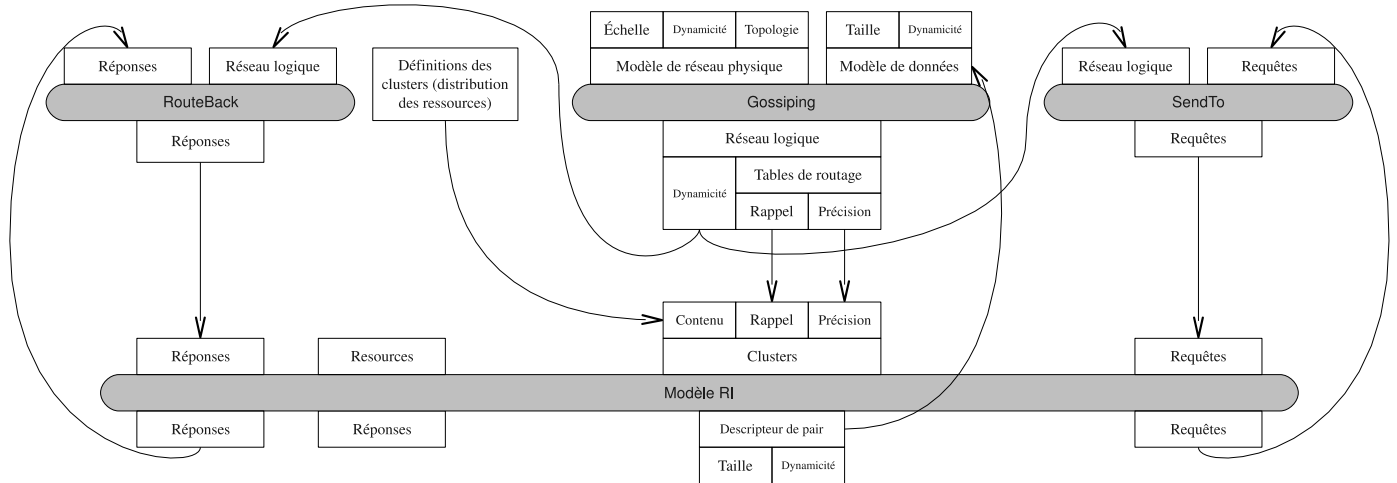 Échelle Dynamicité Topologie Taille Dynamicité
Réponses Réseau logique Définitions des clusters (distribution des ressources) Modèle de réseau physique Modèle de données Réseau logique Requêtes
RouteBack Gossiping SendTo
Réponses Réseau logique Requêtes
Dynamicité Tables de routage
Rappel Précision
Contenu Rappel Précision
Réponses Resources Clusters Requêtes
Modèle RI
Réponses Réponses Descripteur de pair Requêtes
Taille Dynamicité